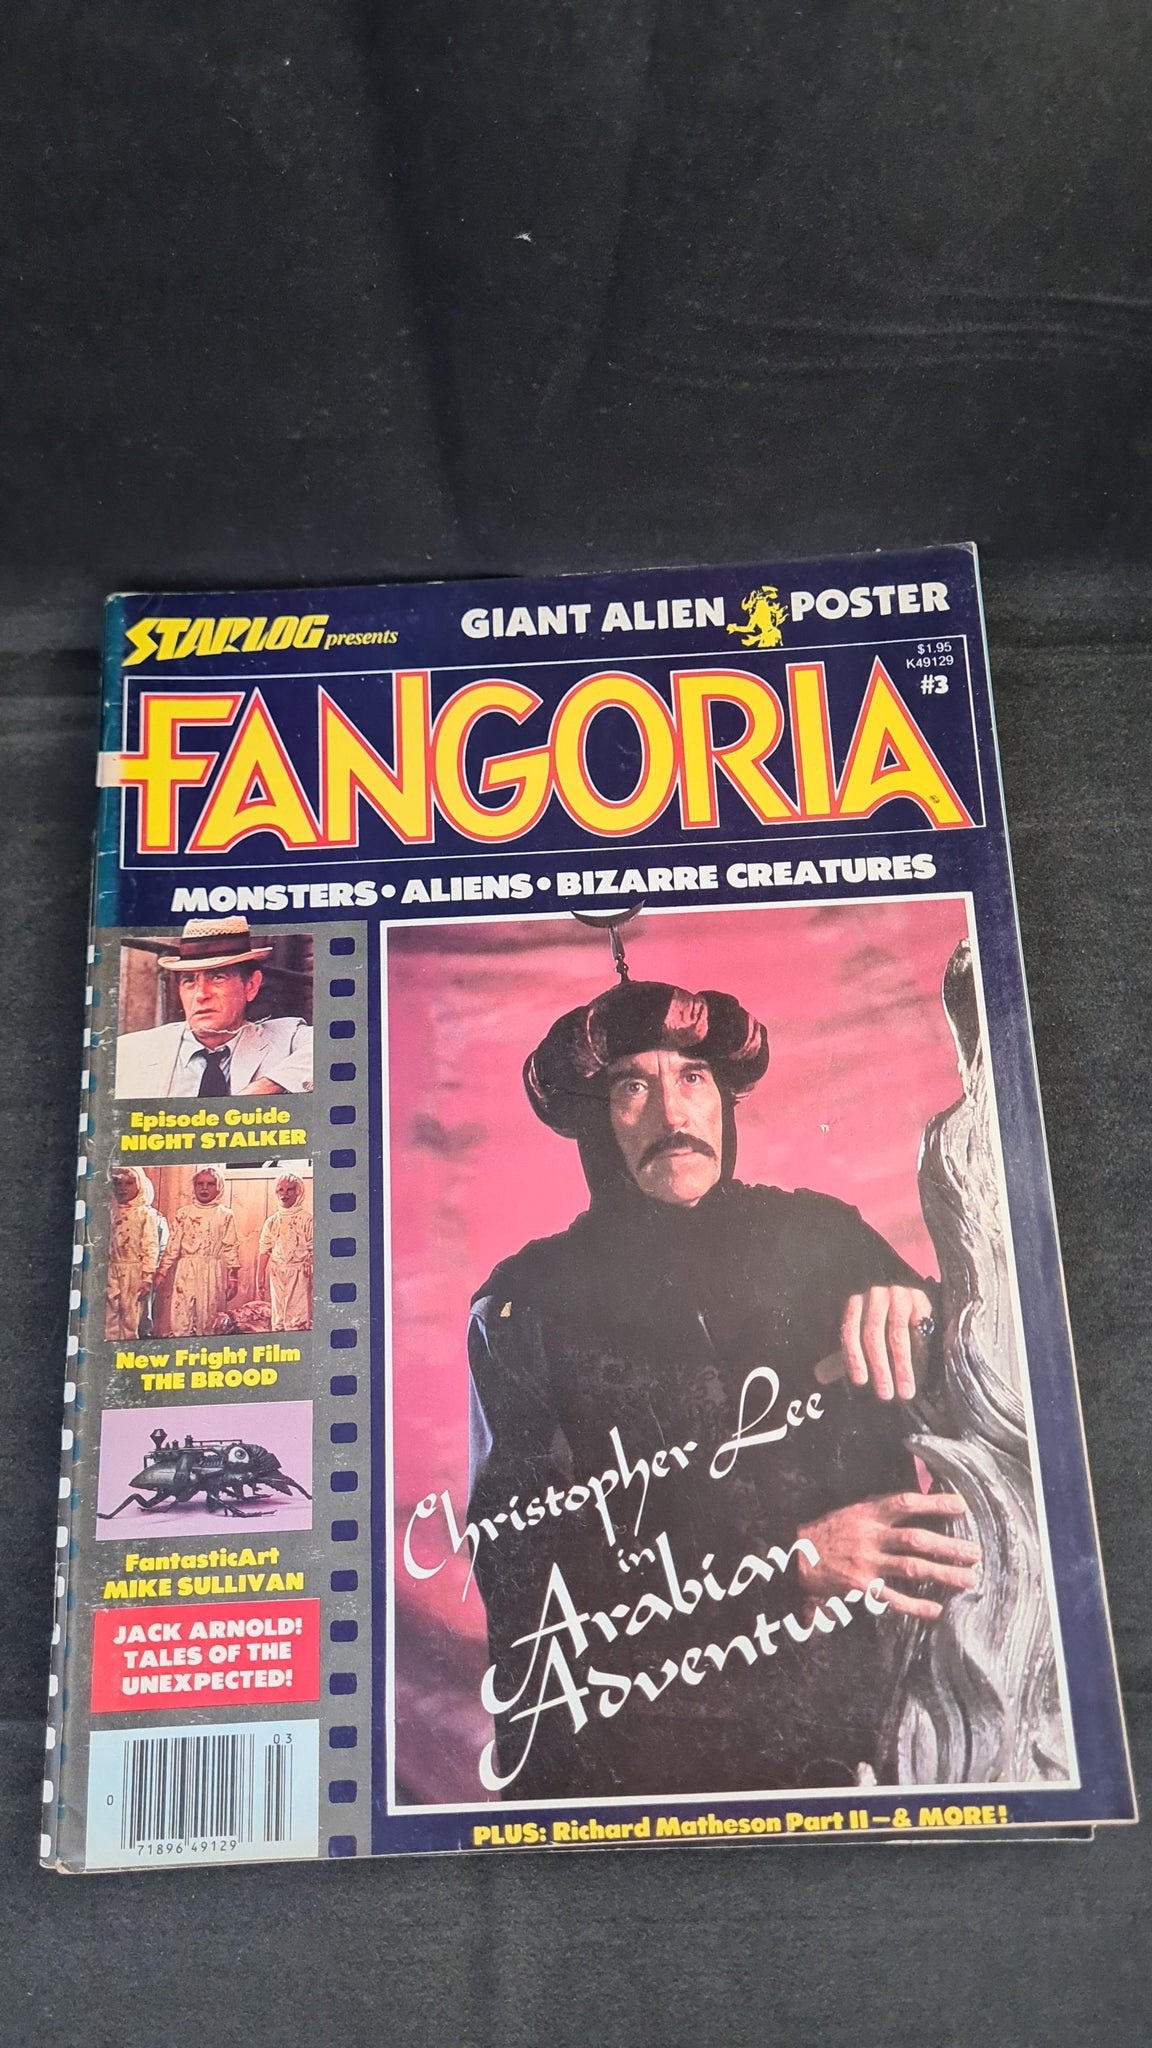 STARLOG presents
GIANT ALIEN POSTER
$1.95
K49129
#3
FANGORIA
MONSTERS • ALIENS • BIZARRE CREATURES
Episode Guide
NIGHT STALKER
New Fright Film
THE BROOD
FantasticArt
MIKE SULLIVAN
JACK ARNOLD!
TALES OF THE
UNEXPECTED!
03
0
71896 49129
Christopher Lee
in
Arabian
Adventure
PLUS: Richard Matheson Part II—& MORE!